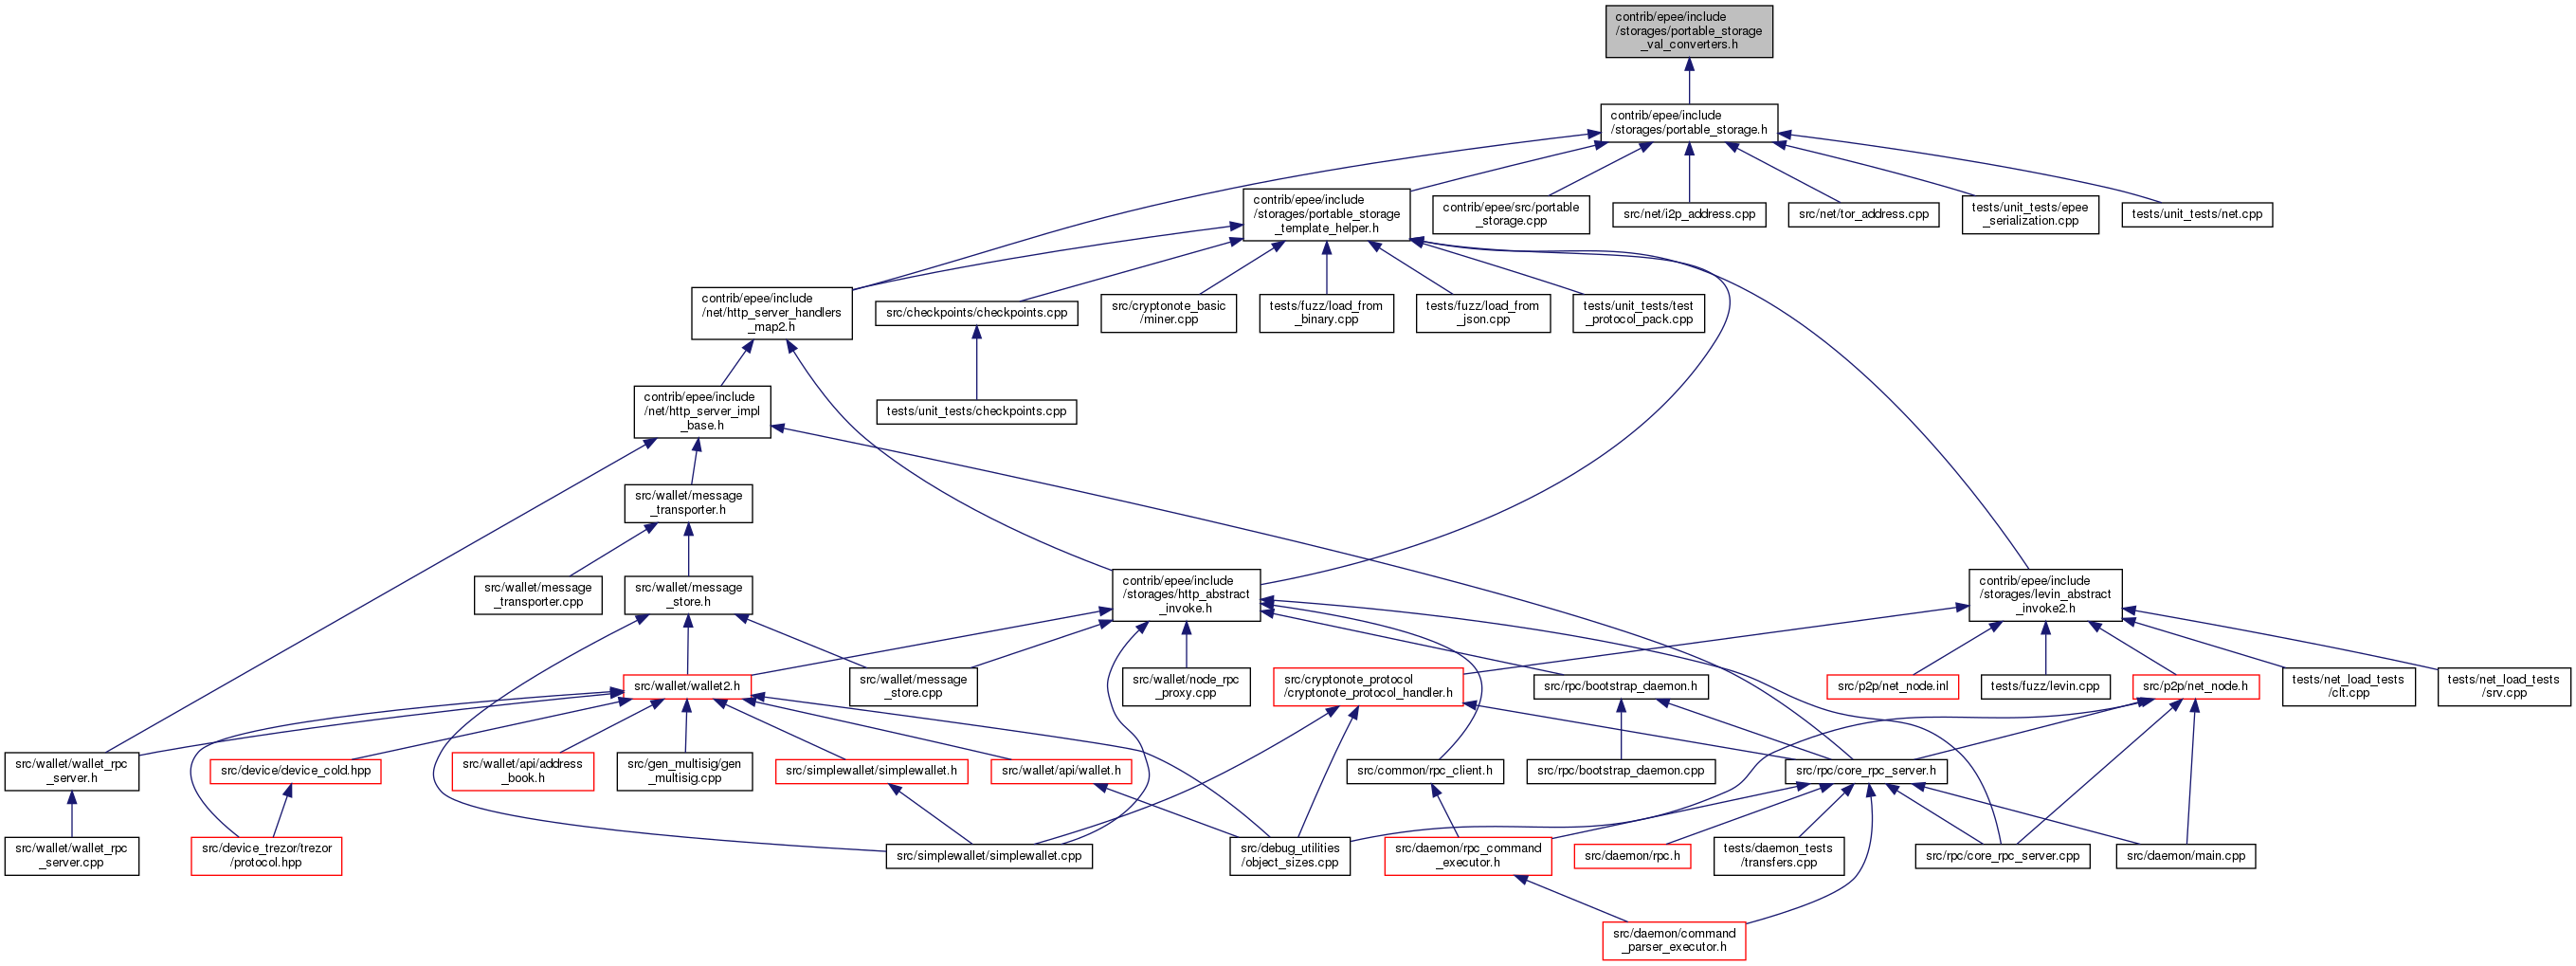 contrib/epee/include
/storages/portable_storage
_val_converters.h
contrib/epee/include
/storages/portable_storage.h
contrib/epee/include
/storages/portable_storage
_template_helper.h
contrib/epee/src/portable
_storage.cpp
src/net/i2p_address.cpp
src/net/tor_address.cpp
tests/unit_tests/epee
_serialization.cpp
tests/unit_tests/net.cpp
contrib/epee/include
/net/http_server_handlers
_map2.h
src/checkpoints/checkpoints.cpp
src/cryptonote_basic
/miner.cpp
tests/fuzz/load_from
_binary.cpp
tests/fuzz/load_from
_json.cpp
tests/unit_tests/test
_protocol_pack.cpp
contrib/epee/include
/net/http_server_impl
_base.h
tests/unit_tests/checkpoints.cpp
src/wallet/message
_transporter.h
src/wallet/message
_transporter.cpp
src/wallet/message
_store.h
contrib/epee/include
/storages/http_abstract
_invoke.h
contrib/epee/include
/storages/levin_abstract
_invoke2.h
src/wallet/wallet2.h
src/wallet/message
_store.cpp
src/wallet/node_rpc
_proxy.cpp
src/cryptonote_protocol
/cryptonote_protocol_handler.h
src/rpc/bootstrap_daemon.h
src/p2p/net_node.inl
tests/fuzz/levin.cpp
src/p2p/net_node.h
tests/net_load_tests
/clt.cpp
tests/net_load_tests
/srv.cpp
src/wallet/wallet_rpc
_server.h
src/device/device_cold.hpp
src/wallet/api/address
_book.h
src/gen_multisig/gen
_multisig.cpp
src/simplewallet/simplewallet.h
src/wallet/api/wallet.h
src/common/rpc_client.h
src/rpc/bootstrap_daemon.cpp
src/rpc/core_rpc_server.h
src/wallet/wallet_rpc
_server.cpp
src/device_trezor/trezor
/protocol.hpp
src/simplewallet/simplewallet.cpp
src/debug_utilities
/object_sizes.cpp
src/daemon/rpc_command
_executor.h
src/daemon/rpc.h
tests/daemon_tests
/transfers.cpp
src/rpc/core_rpc_server.cpp
src/daemon/main.cpp
src/daemon/command
_parser_executor.h